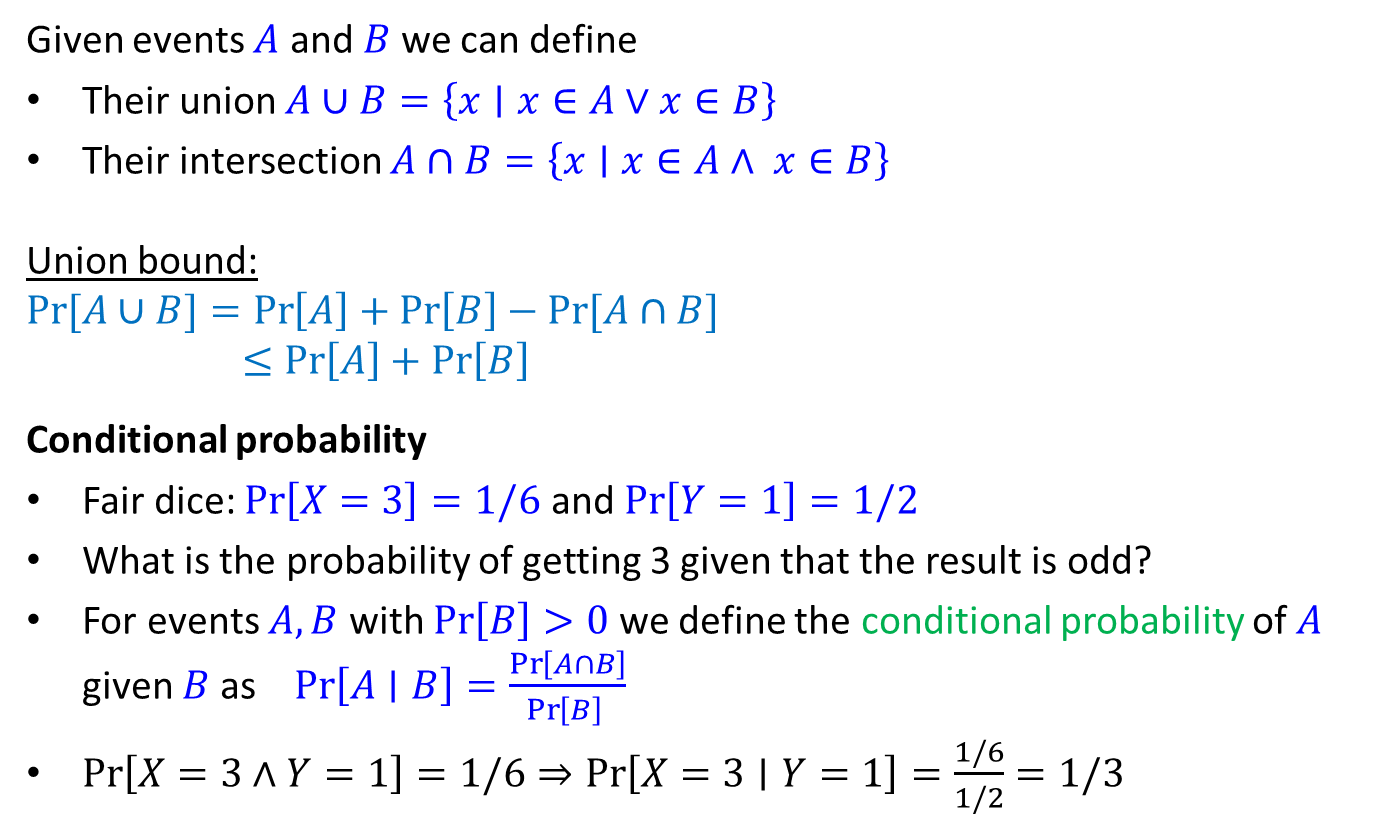 Given events A and B we can define
• Their union A ∪ B = {x ∣ x ∈ A ∨ x ∈ B}
• Their intersection A ∩ B = {x ∣ x ∈ A ∧ x ∈ B}
Union bound:
Pr[A ∪ B] = Pr[A] + Pr[B] − Pr[A ∩ B]
≤ Pr[A] + Pr[B]
Conditional probability
• Fair dice: Pr[X = 3] = 1/6 and Pr[Y = 1] = 1/2
• What is the probability of getting 3 given that the result is odd?
• For events A, B with Pr[B] > 0 we define the conditional probability of A
given B as Pr[A ∣ B] = Pr[A∩B]/Pr[B]
• Pr[X = 3 ∧ Y = 1] = 1/6 ⇒ Pr[X = 3 ∣ Y = 1] = (1/6)/(1/2) = 1/3